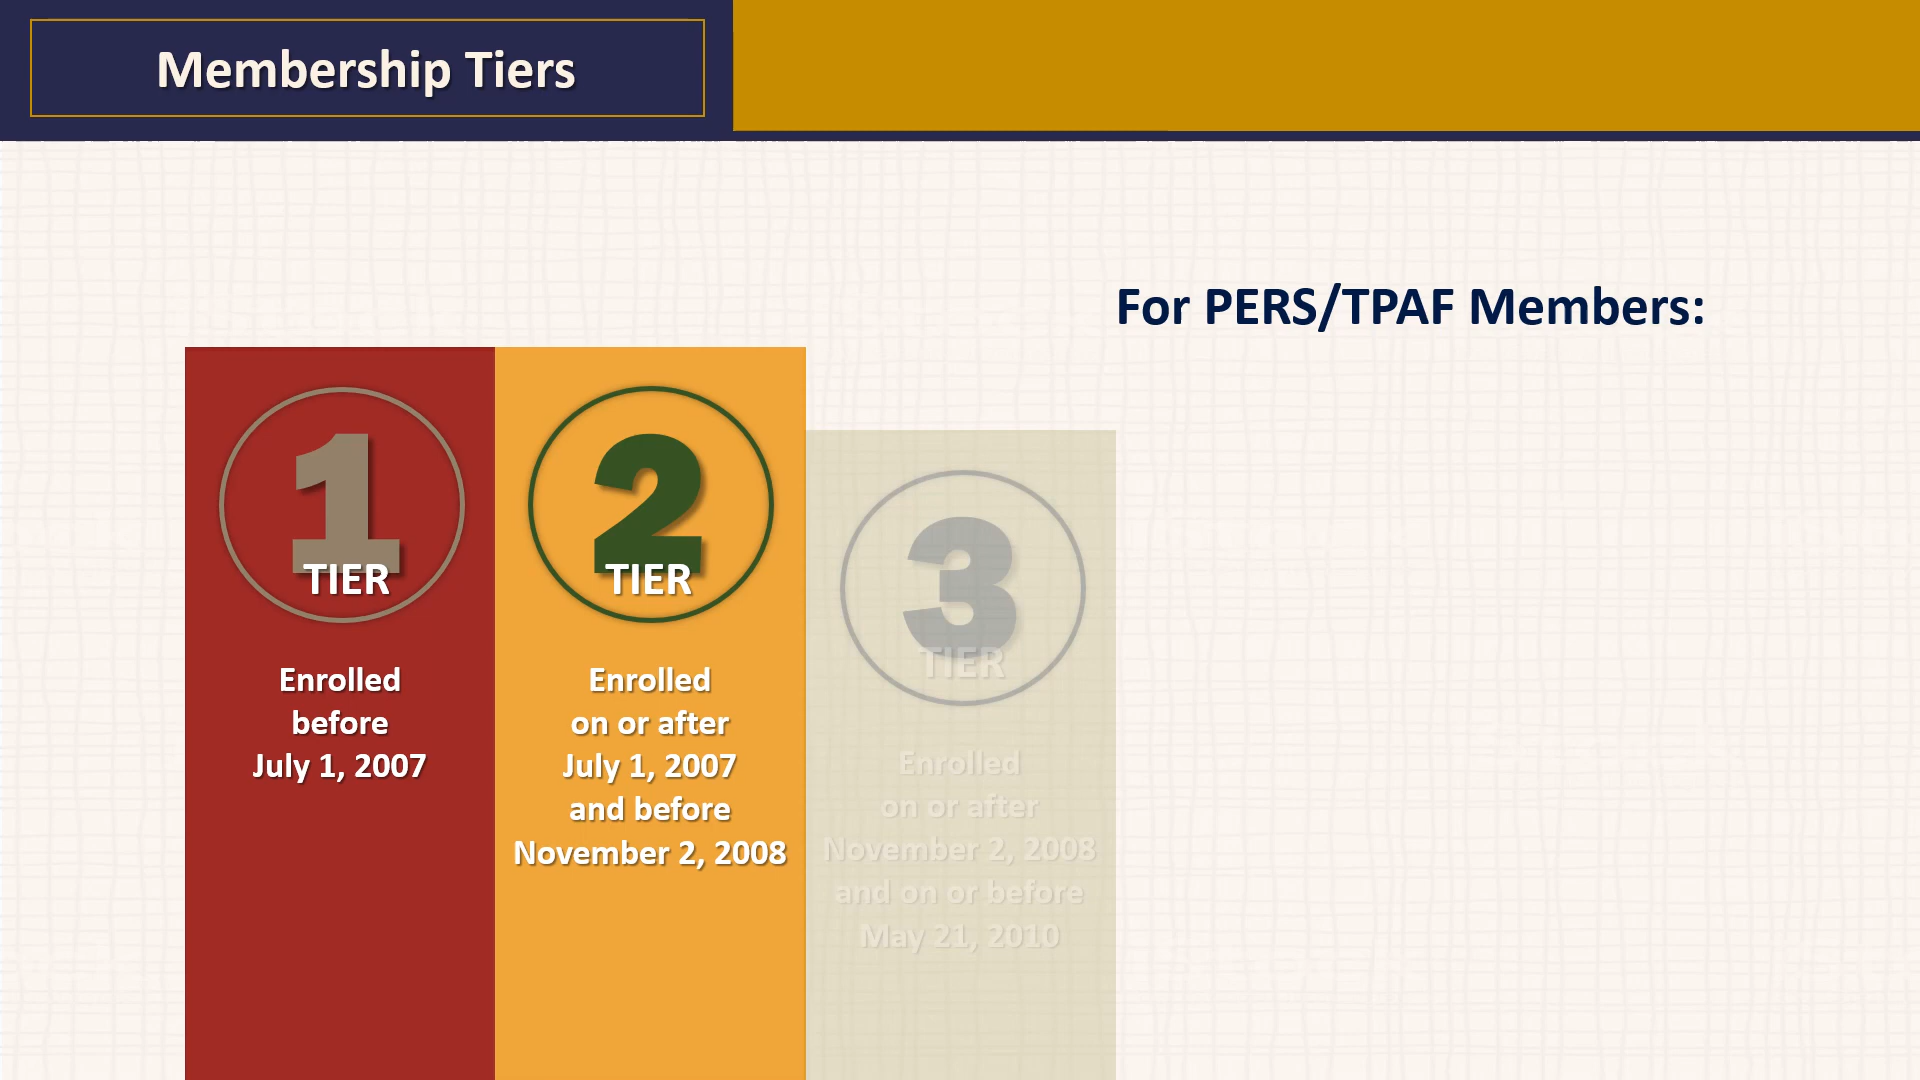 Membership Tiers
For PERS/TPAF Members:
1
TIER
Enrolled
before
July 1, 2007
2
TIER
Enrolled
on or after
July 1, 2007
and before
November 2, 2008
3
TIER
Enrolled
on or after
November 2, 2008
and on or before
May 21, 2010